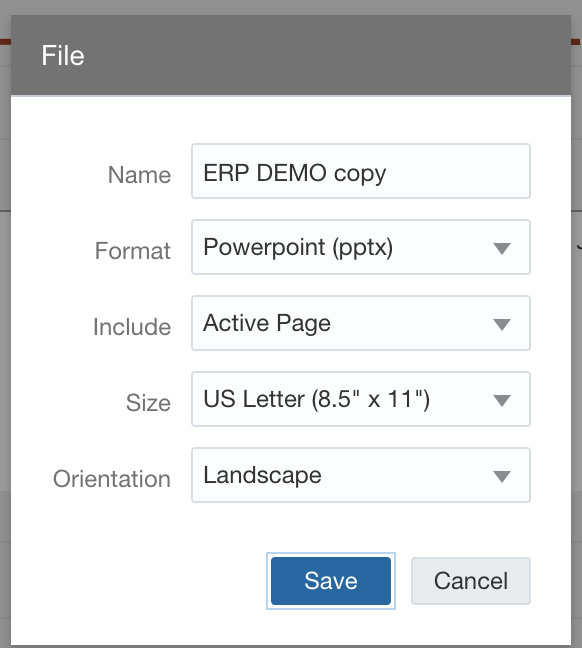 File
Name ERP DEMO copy
Format Powerpoint (pptx)
Include Active Page
Size US Letter (8.5" x 11")
Orientation Landscape
Save Cancel